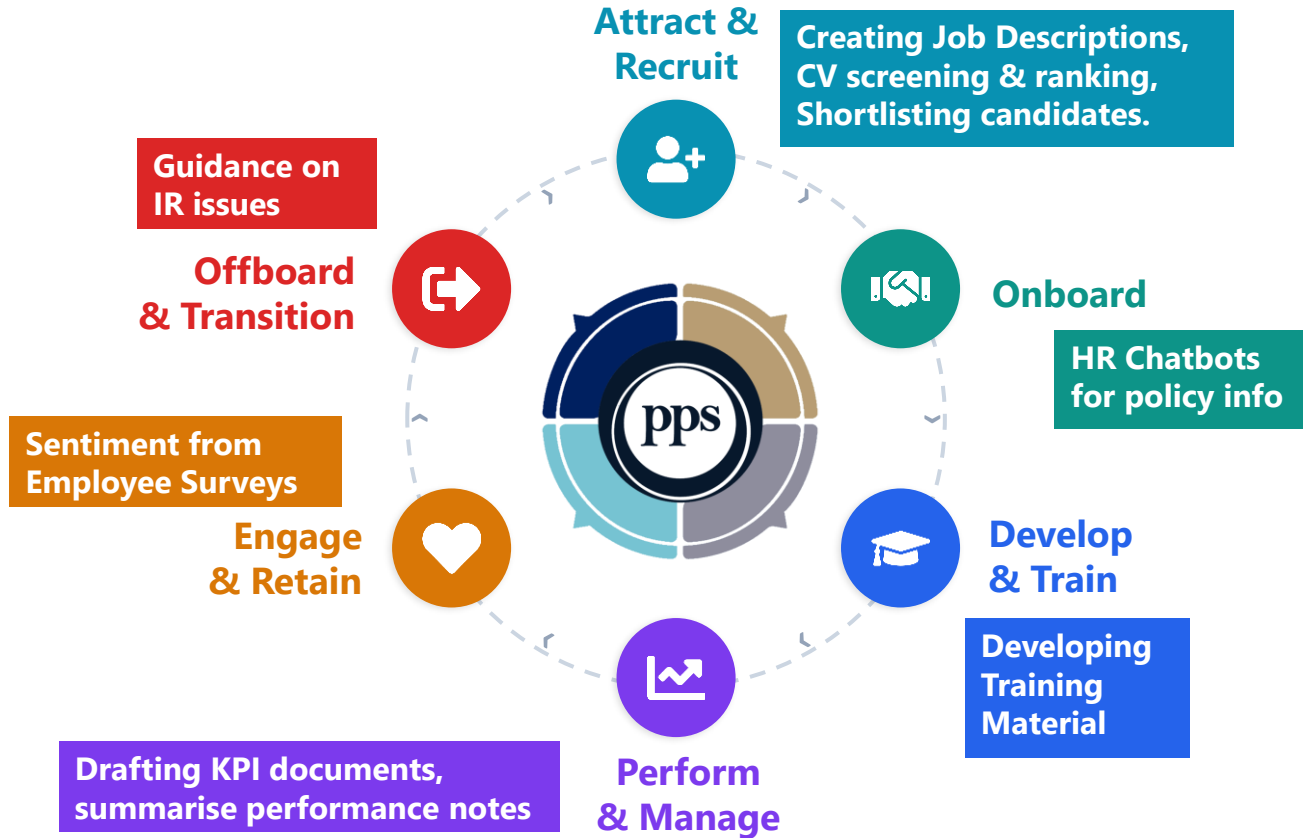 Attract &
Recruit
Creating Job Descriptions,
CV screening & ranking,
Shortlisting candidates.
Onboard
HR Chatbots
for policy info
Develop
& Train
Developing
Training
Material
Perform
& Manage
Drafting KPI documents,
summarise performance notes
Engage
& Retain
Sentiment from
Employee Surveys
Offboard
& Transition
Guidance on
IR issues
pps